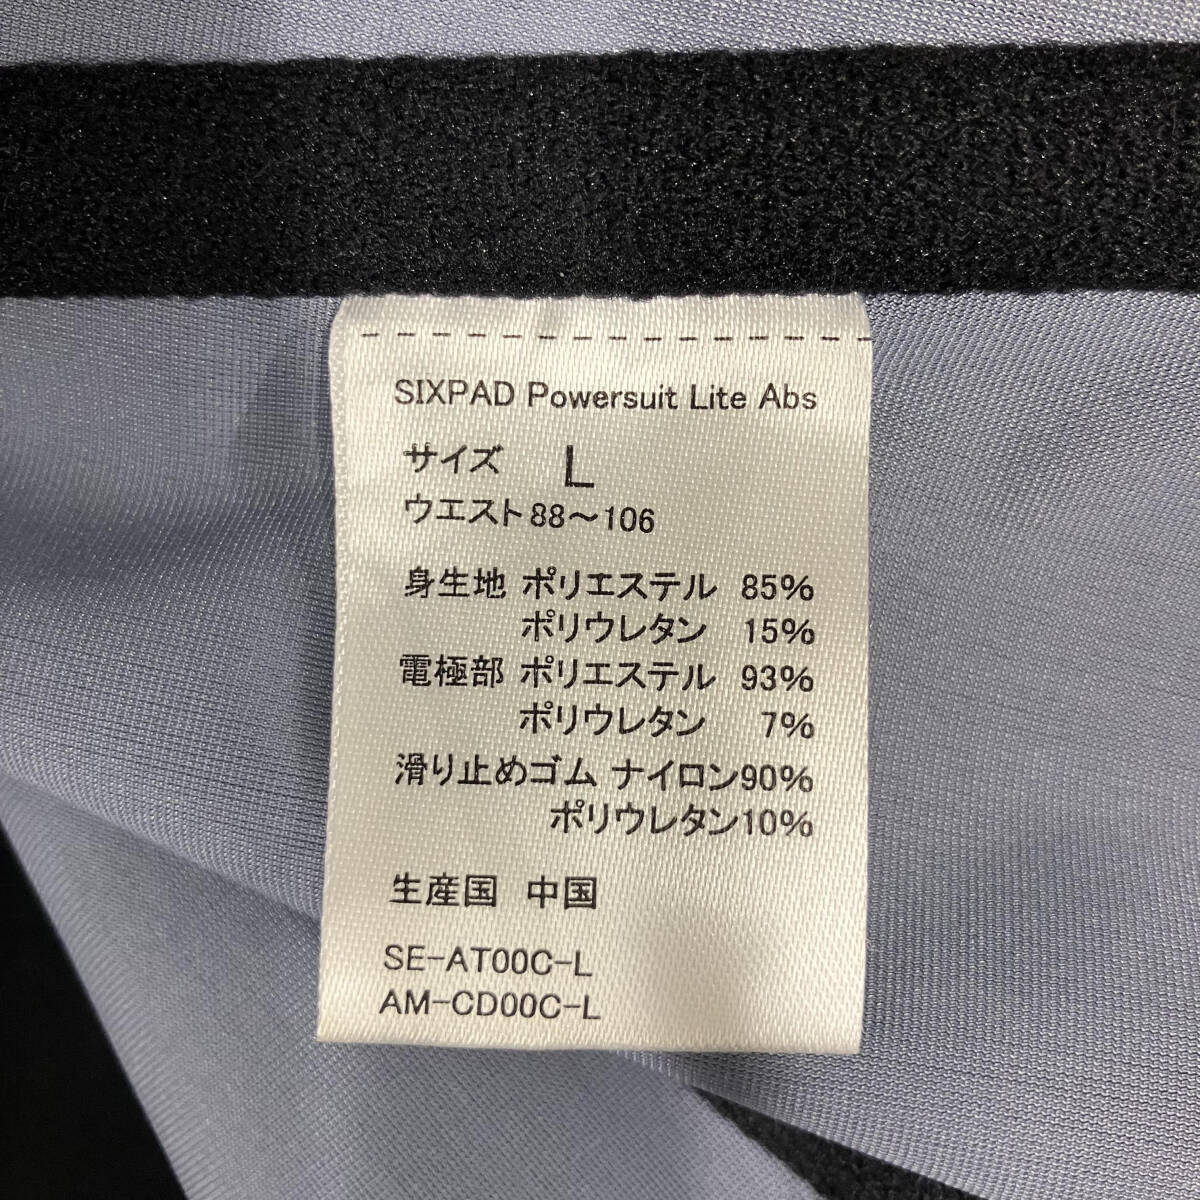 SIXPAD Powersuit Lite Abs
サイズ L
ウエスト88～106
身生地 ポリエステル 85%
ポリウレタン 15%
電極部 ポリエステル 93%
ポリウレタン 7%
滑り止めゴム ナイロン90%
ポリウレタン10%
生産国 中国
SE-AT00C-L
AM-CD00C-L